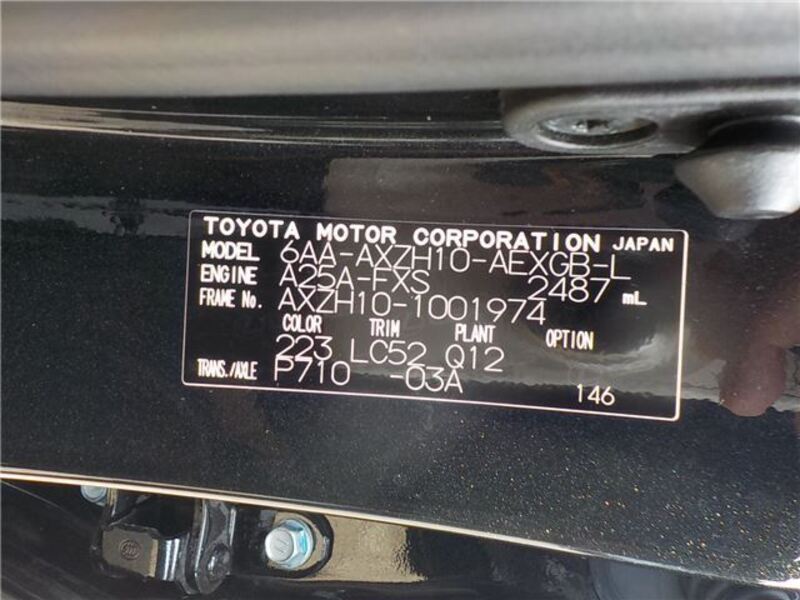 TOYOTA MOTOR CORPORATION JAPAN
MODEL 6AA-AXZH10-AEXGB-L
ENGINE A25A-FXS 2487 mL
FRAME No. AXZH10-1001974
COLOR TRIM PLANT OPTION
223 LC52 Q12
TRANS./AXLE P710 -03A 146